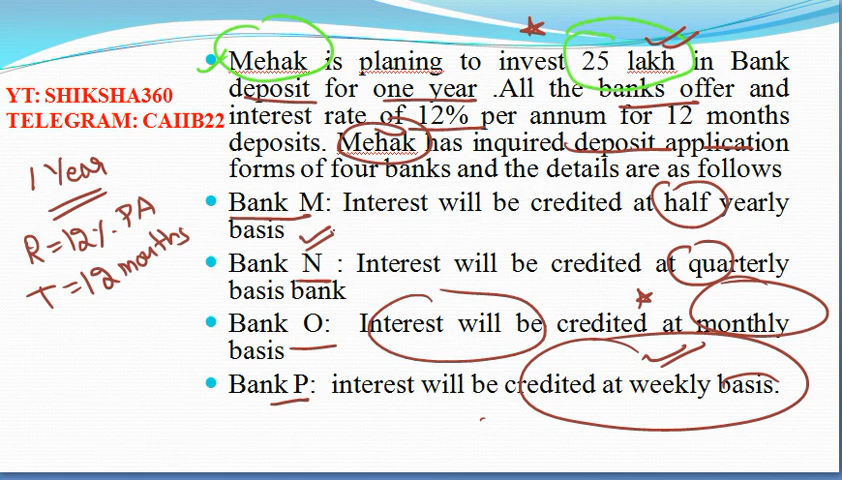 Mehak is planing to invest 25 lakh in Bank
deposit for one year .All the banks offer and
interest rate of 12% per annum for 12 months
deposits. Mehak has inquired deposit application
forms of four banks and the details are as follows
Bank M: Interest will be credited at half yearly
basis
Bank N : Interest will be credited at quarterly
basis bank
Bank O: Interest will be credited at monthly
basis
Bank P: interest will be credited at weekly basis.
YT: SHIKSHA360
TELEGRAM: CAIIB22
1 Year
R=12%. PA
T=12 months